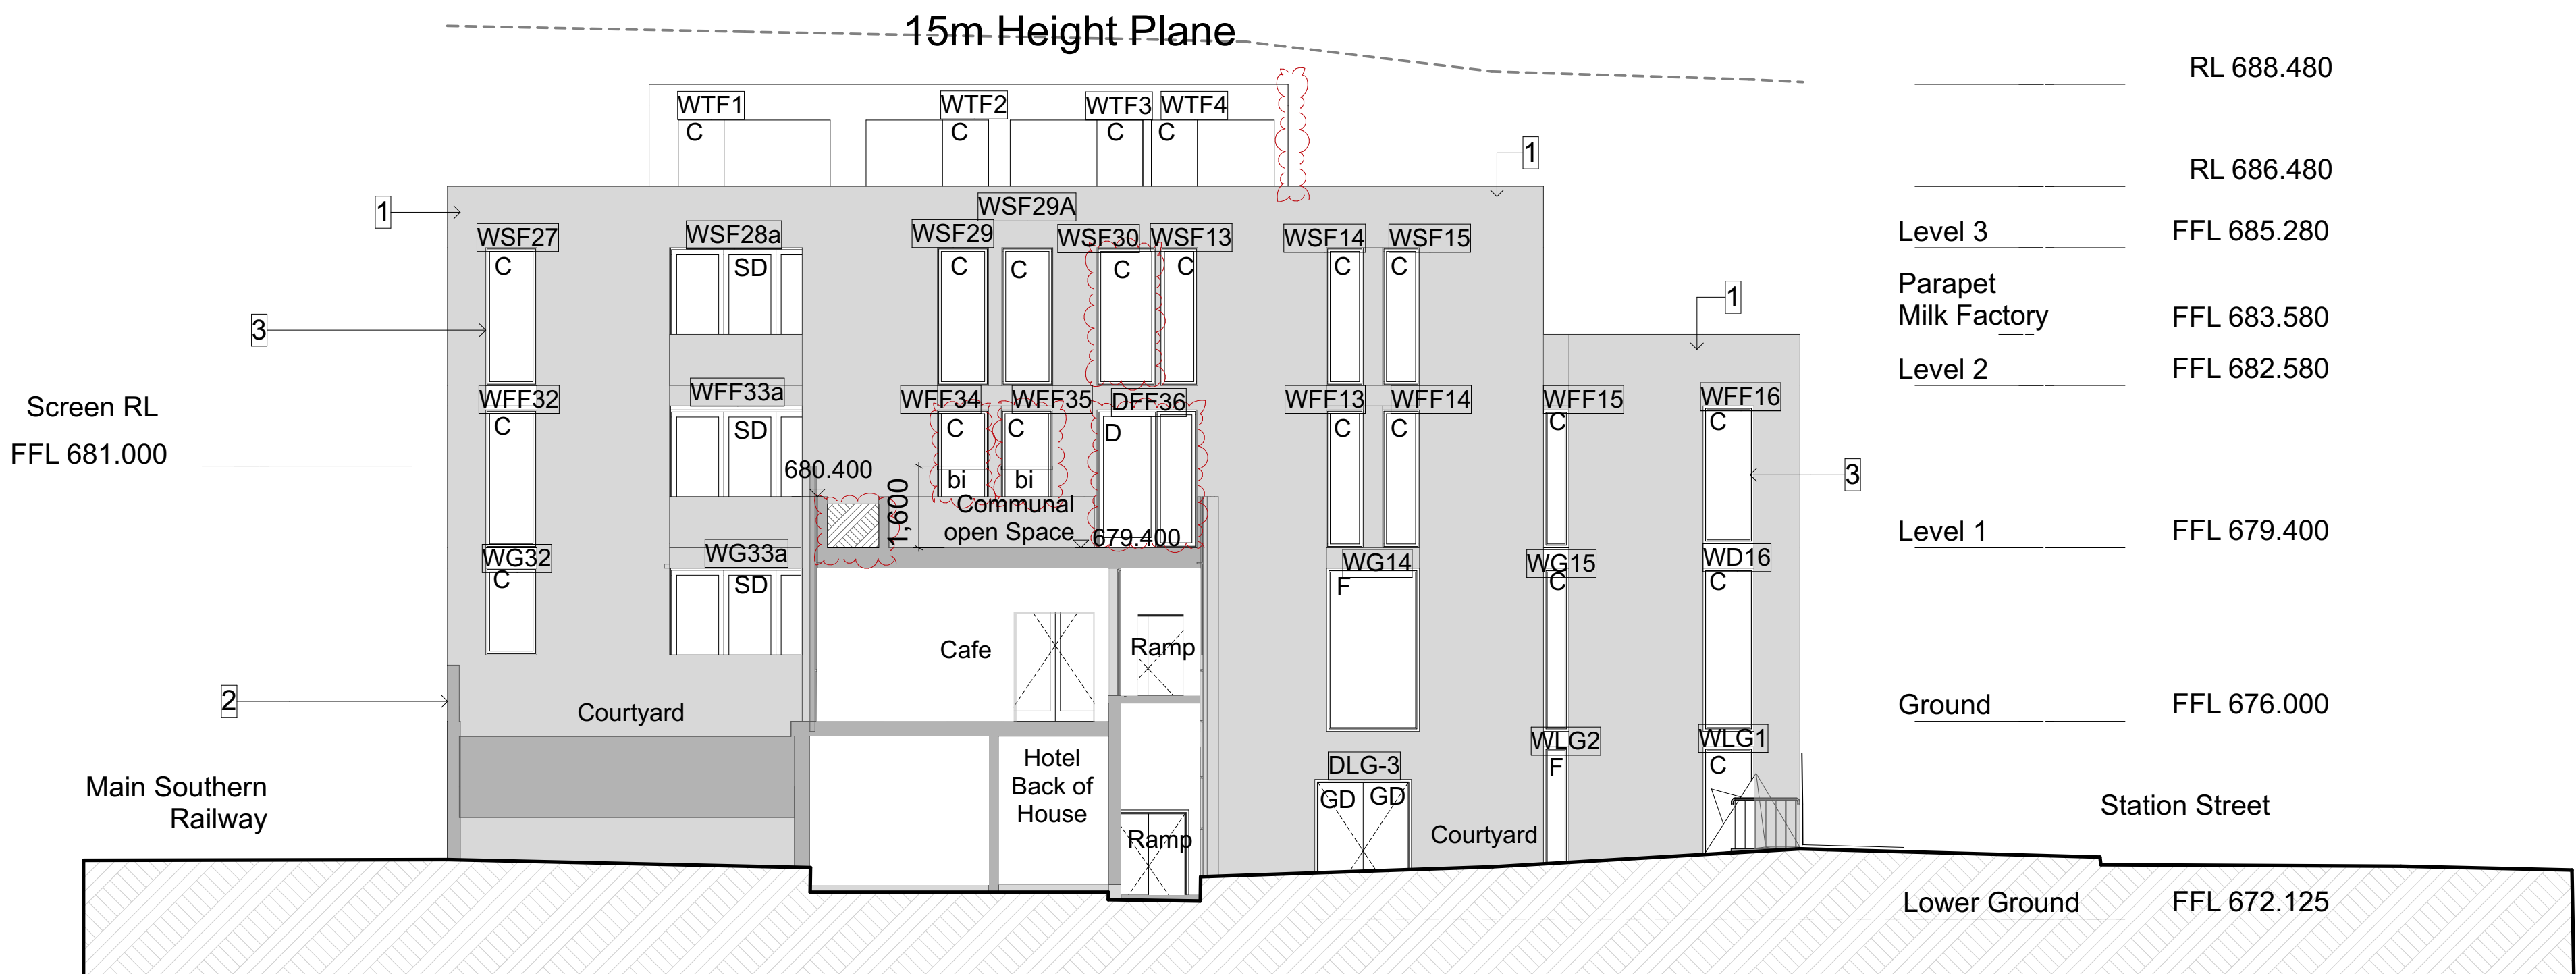 15m Height Plane
RL 688.480
WTF1
WTF2
WTF3
WTF4
C
C
C
C
1
RL 686.480
1
WSF29A
WSF27
WSF28a
WSF29
WSF30
WSF13
WSF14
WSF15
Level 3
FFL 685.280
C
SD
C
C
C
C
C
C
1
Parapet
Milk Factory
FFL 683.580
3
Level 2
FFL 682.580
WFF32
WFF33a
WFF34
WFF35
DFF36
WFF13
WFF14
WFF15
WFF16
Screen RL
FFL 681.000
C
SD
C
C
D
C
C
C
C
680.400
bi
bi
3
1,600
Communal
open Space
679.400
Level 1
FFL 679.400
WG32
WG33a
WG14
WG15
WD16
C
SD
F
C
C
Cafe
Ramp
2
Courtyard
Ground
FFL 676.000
WLG2
WLG1
Hotel
Back of
House
DLG-3
F
C
GD
GD
Main Southern
Railway
Ramp
Courtyard
Station Street
Lower Ground
FFL 672.125